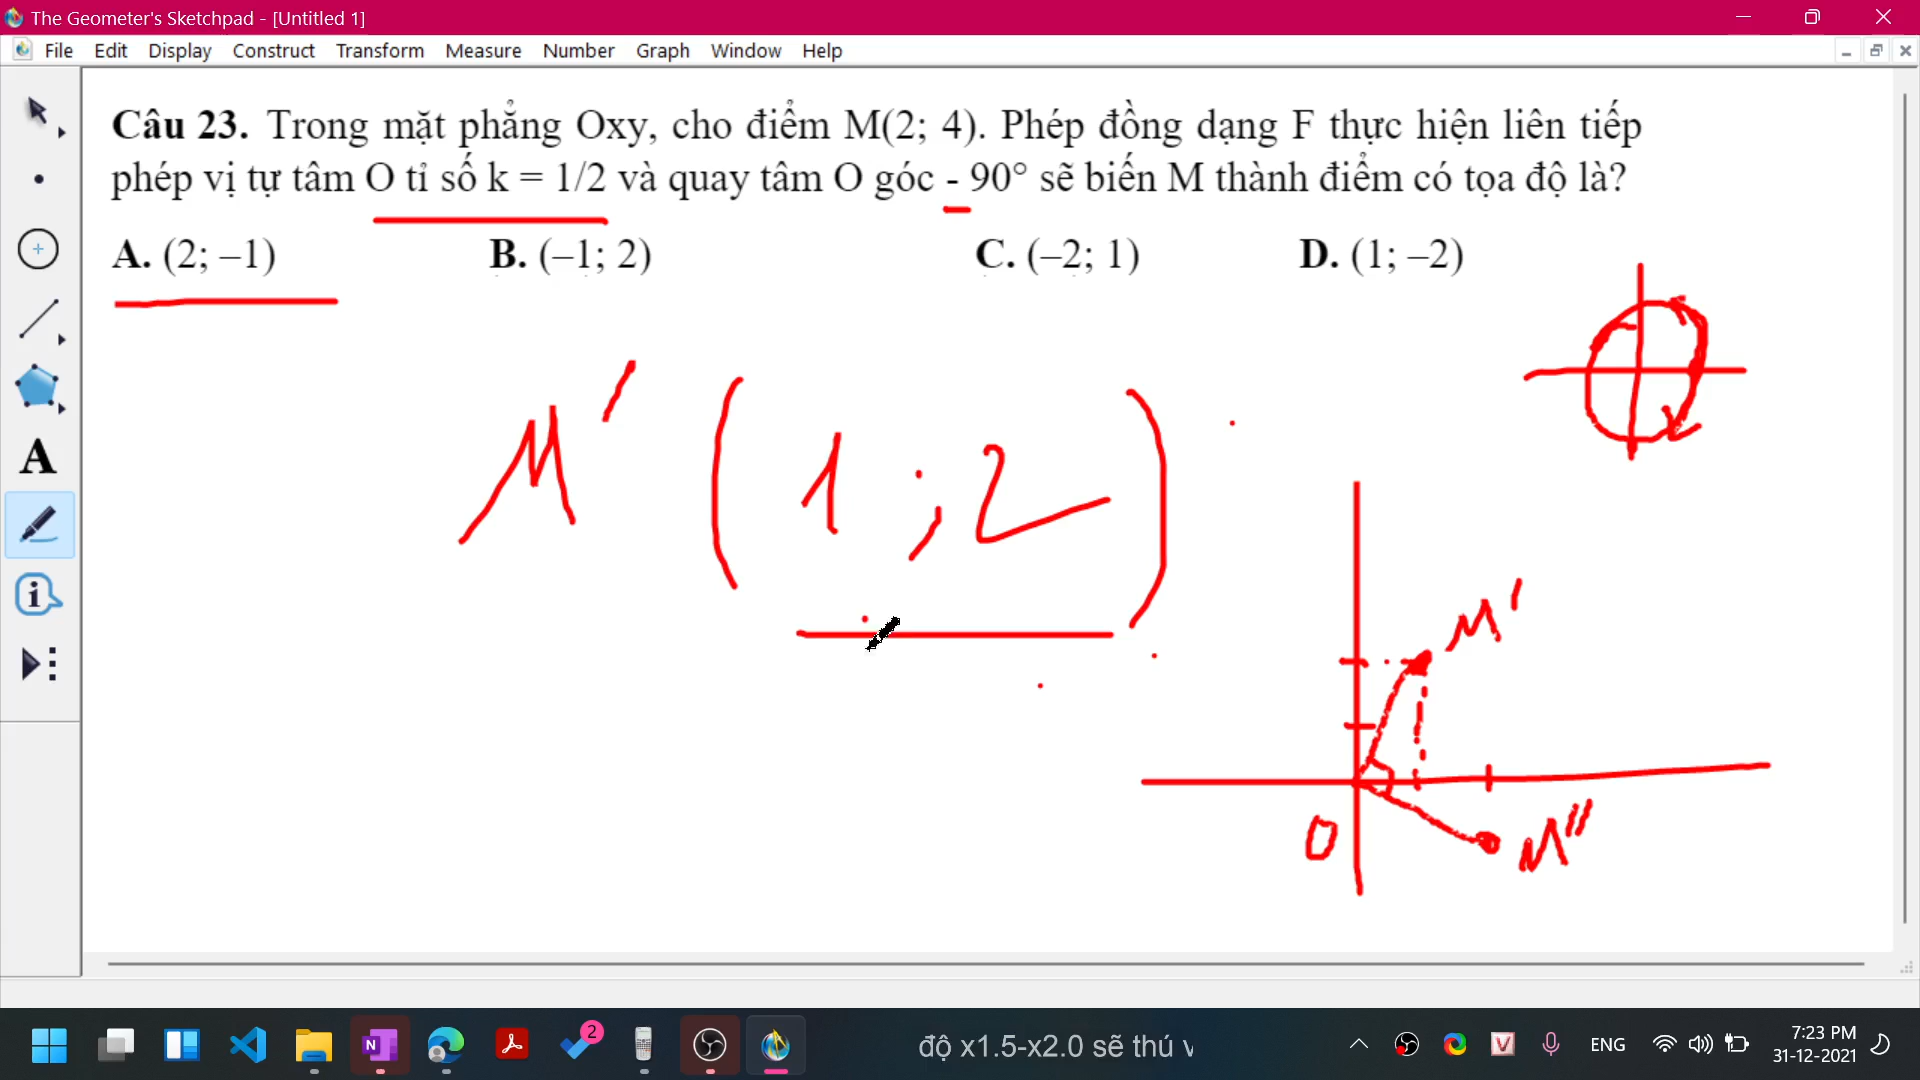 The Geometer's Sketchpad - [Untitled 1]
File Edit Display Construct Transform Measure Number Graph Window Help
Câu 23. Trong mặt phẳng Oxy, cho điểm M(2; 4). Phép đồng dạng F thực hiện liên tiếp
phép vị tự tâm O tỉ số k = 1/2 và quay tâm O góc - 90° sẽ biến M thành điểm có tọa độ là?
A. (2; –1) B. (–1; 2) C. (–2; 1) D. (1; –2)
M' (1 ; 2)
M'
O
M''
A
2
độ x1.5-x2.0 sẽ thú v
ENG
7:23 PM
31-12-2021